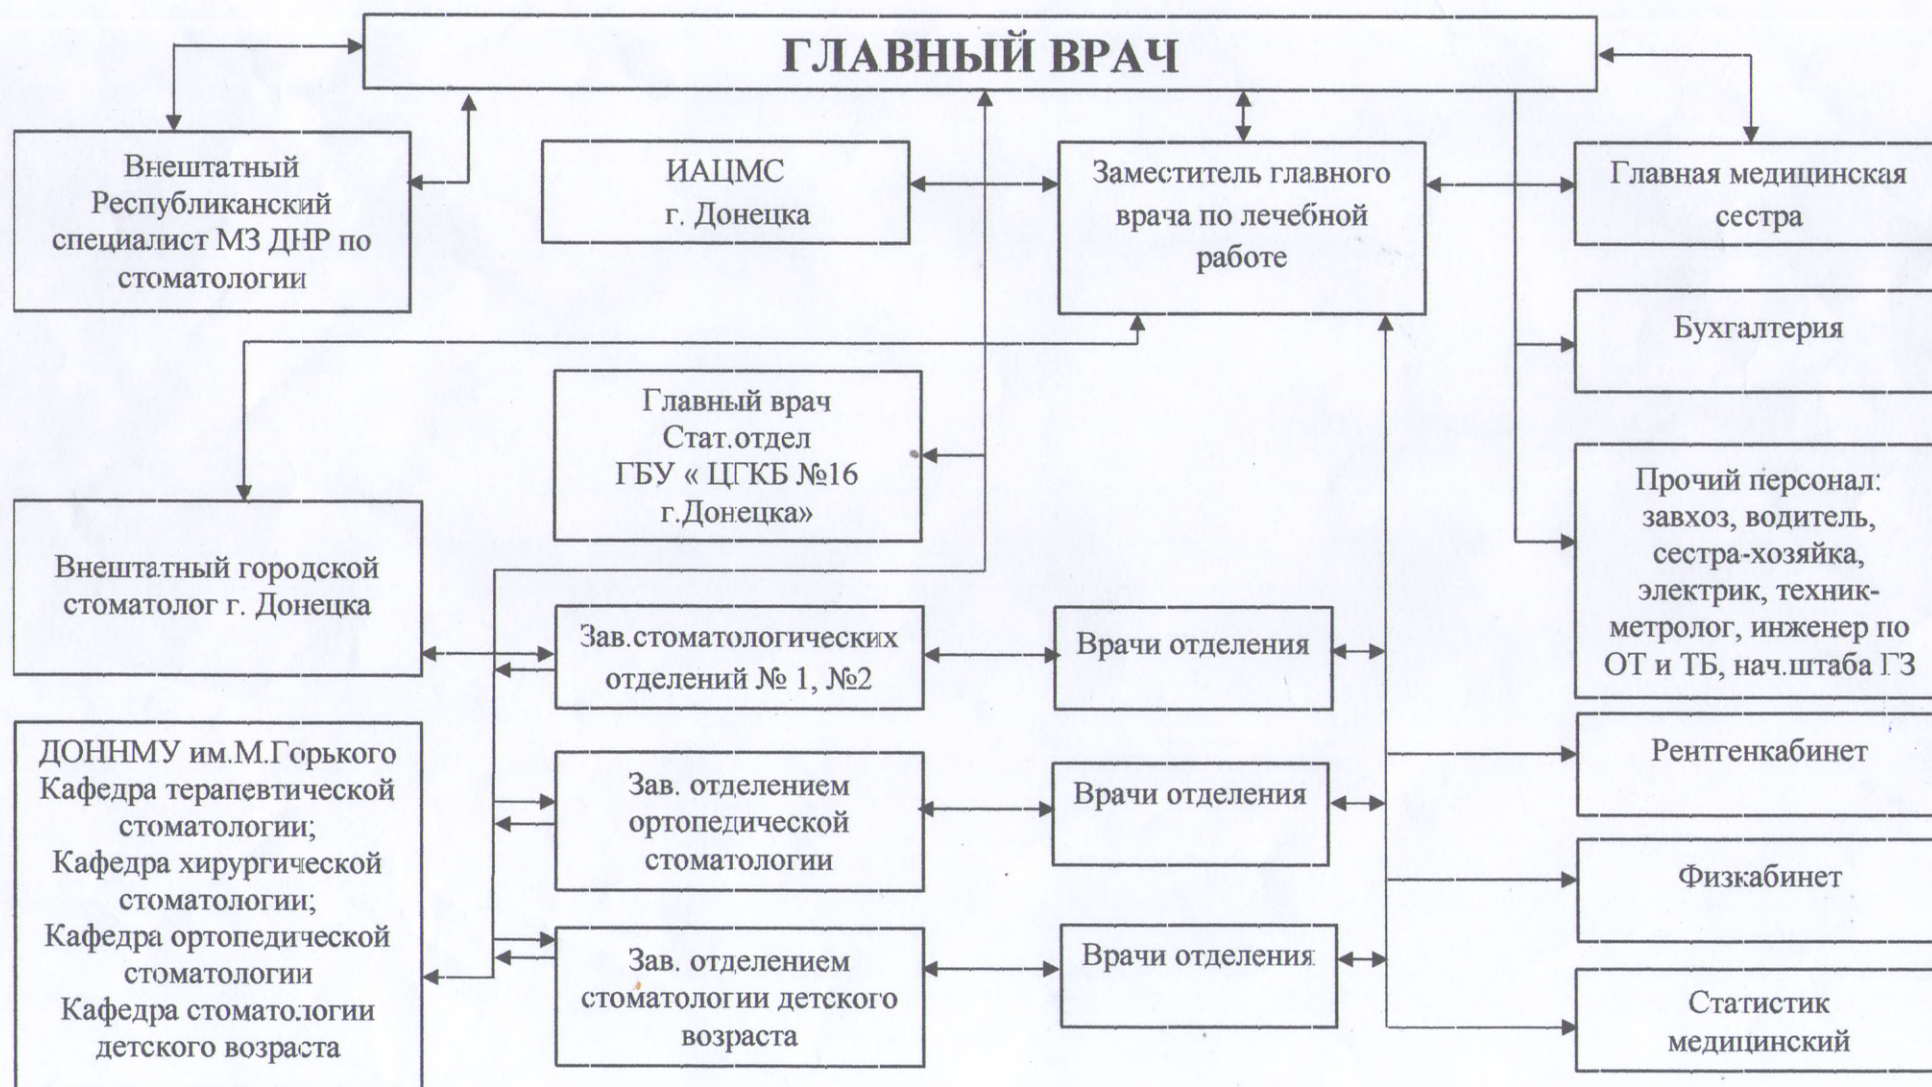 ГЛАВНЫЙ ВРАЧ
Внештатный
Республиканский
специалист МЗ ДНР по
стоматологии
ИАЦМС
г. Донецка
Заместитель главного
врача по лечебной
работе
Главная медицинская
сестра
Бухгалтерия
Главный врач
Стат.отдел
ГБУ « ЦГКБ №16
г.Донецка»
Прочий персонал:
завхоз, водитель,
сестра-хозяйка,
электрик, техник-
метролог, инженер по
ОТ и ТБ, нач.штаба ГЗ
Внештатный городской
стоматолог г. Донецка
Зав.стоматологических
отделений № 1, №2
Врачи отделения
ДОННМУ им.М.Горького
Кафедра терапевтической
стоматологии;
Кафедра хирургической
стоматологии;
Кафедра ортопедической
стоматологии
Кафедра стоматологии
детского возраста
Зав. отделением
ортопедической
стоматологии
Врачи отделения
Рентгенкабинет
Физкабинет
Зав. отделением
стоматологии детского
возраста
Врачи отделения
Статистик
медицинский